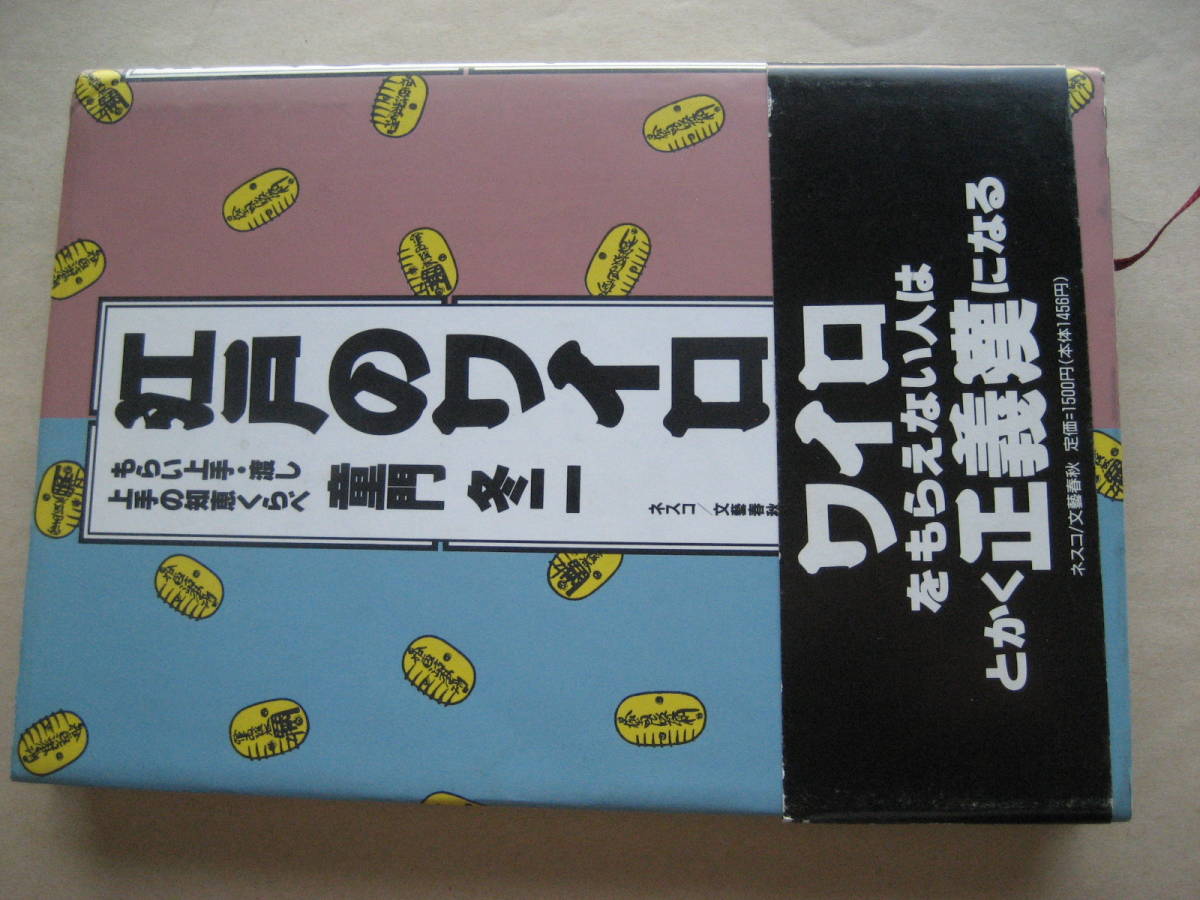 江戸のワイロ
もらい上手・渡し
上手の知恵くらべ
童門冬二
ネスコ/文藝春秋
ワイロ
をもらえない人は
とかく正義漢になる
ネスコ/文藝春秋 定価=1500円(本体1456円)